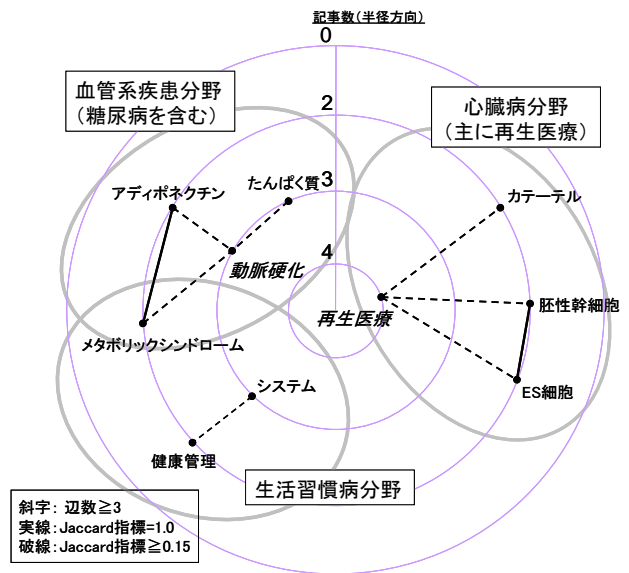 記事数(半径方向)
0
2
3
4
血管系疾患分野
(糖尿病を含む)
心臓病分野
(主に再生医療)
たんぱく質
アディポネクチン
カテーテル
動脈硬化
胚性幹細胞
再生医療
メタボリックシンドローム
ES細胞
システム
健康管理
生活習慣病分野
斜字: 辺数≧3
実線:Jaccard指標=1.0
破線:Jaccard指標≧0.15